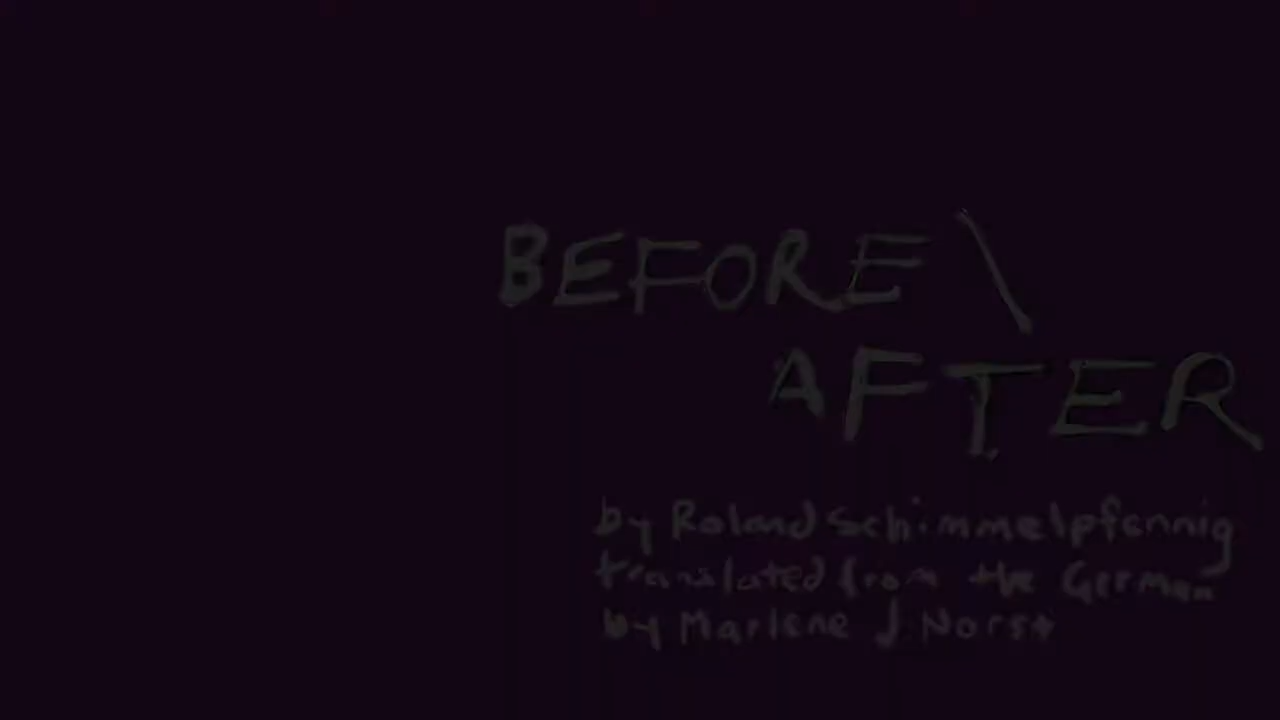 BEFORE\
AFTER
by Roland Schimmelpfennig
translated from the German
by Marlene J Norst